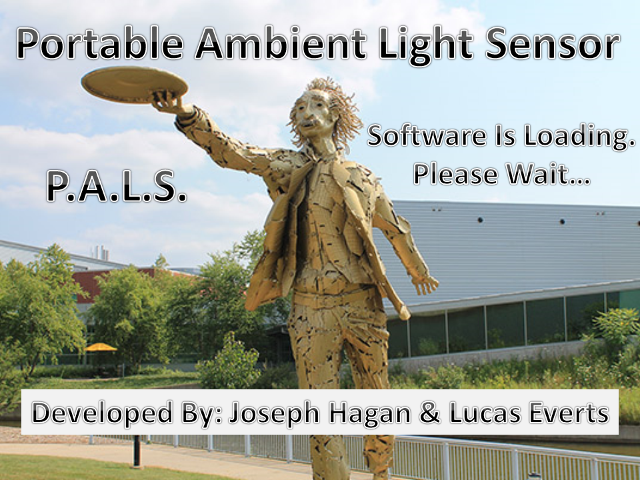 Portable Ambient Light Sensor
Software Is Loading.
Please Wait...
P.A.L.S.
Developed By: Joseph Hagan & Lucas Everts